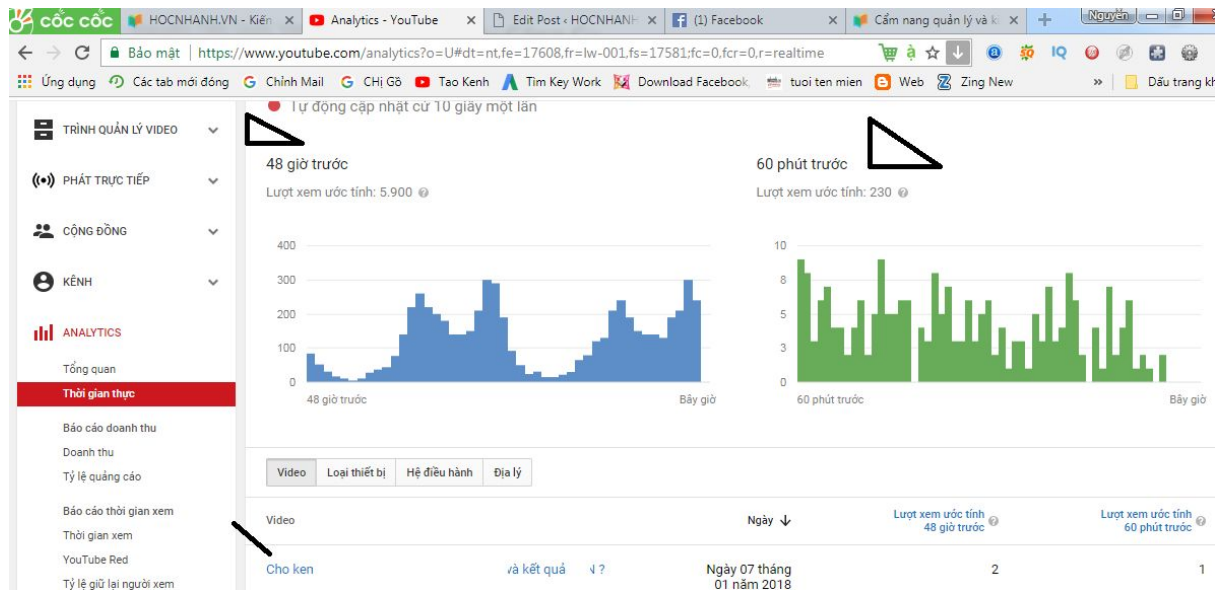 cốc cốc
HOCNHANH.VN - Kiến
Analytics - YouTube
Edit Post ‹ HOCNHANH
(1) Facebook
Cẩm nang quản lý và k
Nguyễn
Bảo mật
https://www.youtube.com/analytics?o=U#dt=nt,fe=17608,fr=lw-001,fs=17581;fc=0,fcr=0,r=realtime
Ứng dụng
Các tab mới đóng
Chỉnh Mail
CHị Gõ
Tao Kenh
Tim Key Work
Download Facebook
tuoi ten mien
Web
Zing New
»
Dấu trang kh
TRÌNH QUẢN LÝ VIDEO
PHÁT TRỰC TIẾP
CỘNG ĐỒNG
KÊNH
ANALYTICS
Tổng quan
Thời gian thực
Báo cáo doanh thu
Doanh thu
Tỷ lệ quảng cáo
Báo cáo thời gian xem
Thời gian xem
YouTube Red
Tỷ lệ giữ lại người xem
Tự động cập nhật cứ 10 giây một lần
48 giờ trước
Lượt xem ước tính: 5.900
400
300
200
100
0
48 giờ trước
Bây giờ
60 phút trước
Lượt xem ước tính: 230
10
8
5
3
0
60 phút trước
Bây giờ
Video
Loại thiết bị
Hệ điều hành
Địa lý
Video
Ngày
Lượt xem ước tính
48 giờ trước
Lượt xem ước tính
60 phút trước
Cho ken
và kết quả
?
Ngày 07 tháng
01 năm 2018
2
1